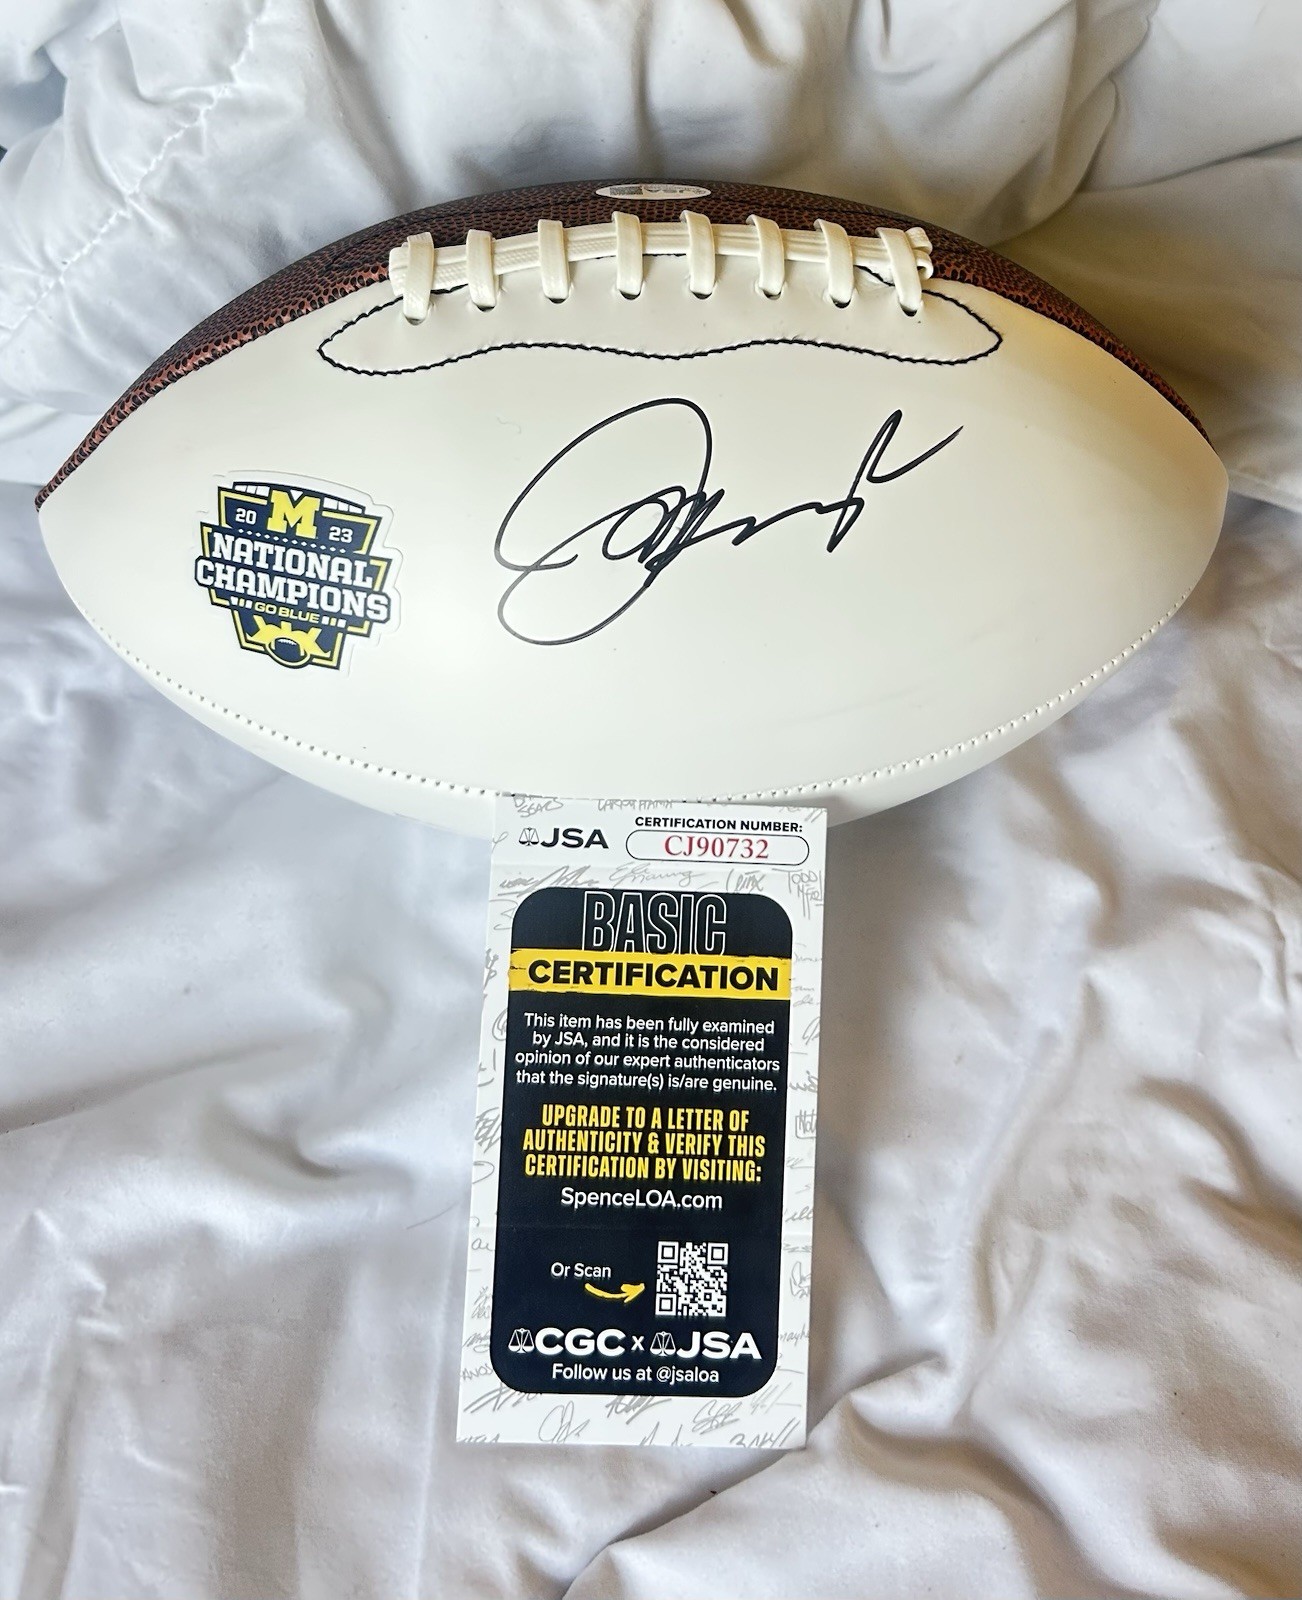 JSA
M
20 23
NATIONAL
CHAMPIONS
GO BLUE
JSA
CERTIFICATION NUMBER:
CJ90732
BASIC
CERTIFICATION
This item has been fully examined
by JSA, and it is the considered
opinion of our expert authenticators
that the signature(s) is/are genuine.
UPGRADE TO A LETTER OF
AUTHENTICITY & VERIFY THIS
CERTIFICATION BY VISITING:
SpenceLOA.com
Or Scan
CGC x JSA
Follow us at @jsaloa